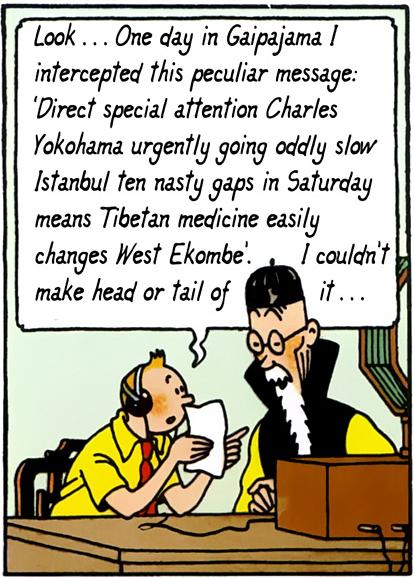 Look . . . One day in Gaipajama I
intercepted this peculiar message:
'Direct special attention Charles
Yokohama urgently going oddly slow
Istanbul ten nasty gaps in Saturday
means Tibetan medicine easily
changes West Ekombe'. I couldn't
make head or tail of it . . .